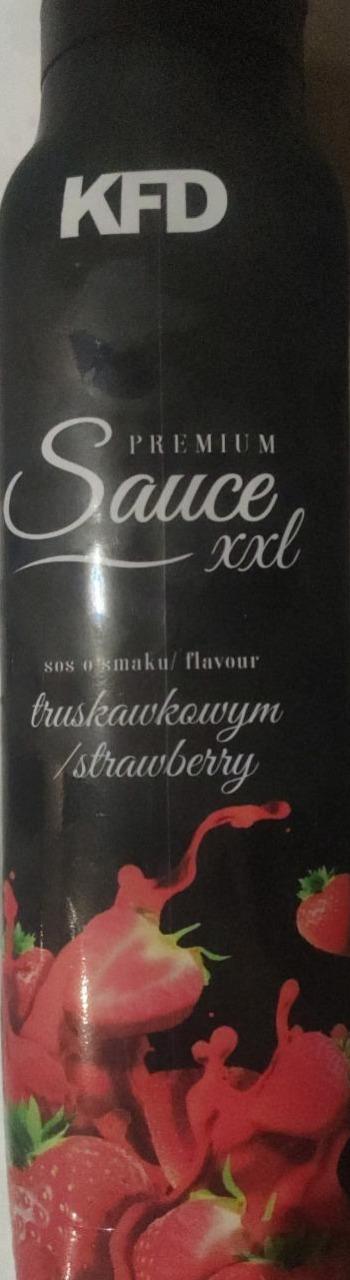 KFD
PREMIUM
Sauce
xxl
sos o smaku/ flavour
truskawkowym
/strawberry